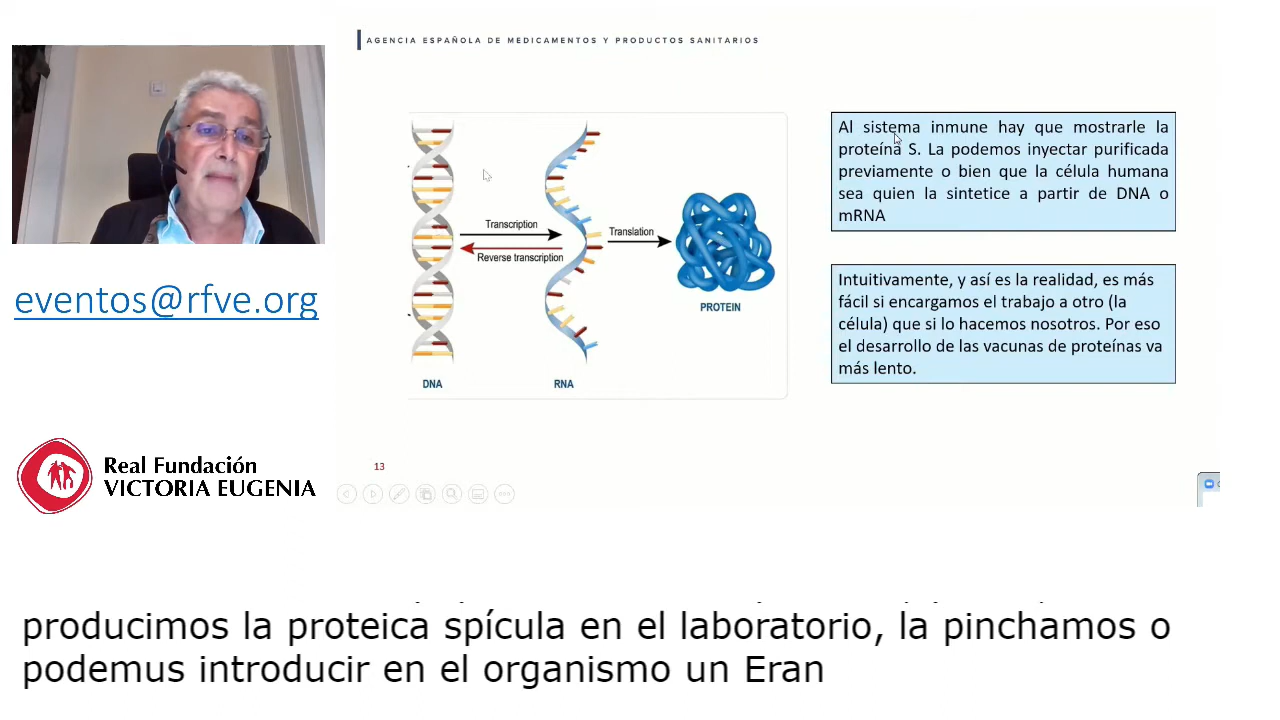 AGENCIA ESPAÑOLA DE MEDICAMENTOS Y PRODUCTOS SANITARIOS
Transcription
Reverse transcription
Translation
PROTEIN
DNA
RNA
Al sistema inmune hay que mostrarle la
proteína S. La podemos inyectar purificada
previamente o bien que la célula humana
sea quien la sintetice a partir de DNA o
mRNA
Intuitivamente, y así es la realidad, es más
fácil si encargamos el trabajo a otro (la
célula) que si lo hacemos nosotros. Por eso
el desarrollo de las vacunas de proteínas va
más lento.
13
eventos@rfve.org
Real Fundación
VICTORIA EUGENIA
producimos la proteica spícula en el laboratorio, la pinchamos o
podemus introducir en el organismo un Eran